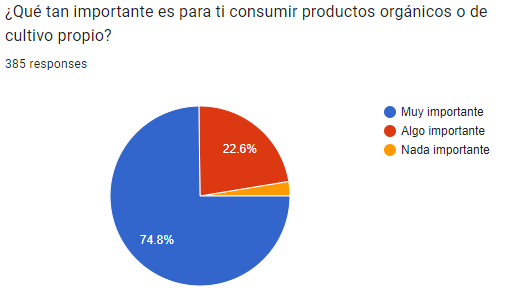 ¿Qué tan importante es para ti consumir productos orgánicos o de
cultivo propio?
385 responses
Muy importante
Algo importante
Nada importante
22.6%
74.8%